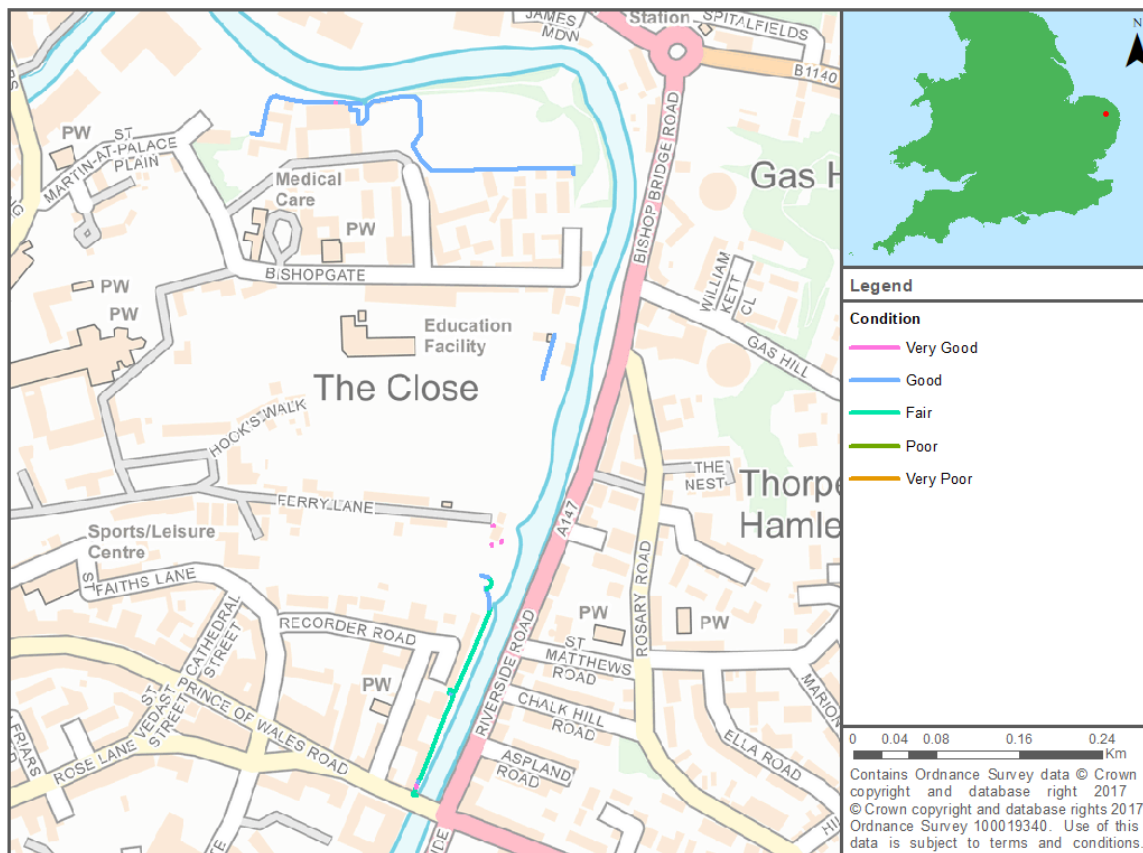 JAMES
MDW
Station
SPITALFIELDS
B1140
PW
ST
MARTIN-AT-PALACE
PLAIN
Medical
Care
PW
BISHOPGATE
BISHOP BRIDGE ROAD
Gas H
WILLIAM
KETT
CL
GAS HILL
PW
PW
Education
Facility
The Close
HOOK'S WALK
FERRY LANE
A147
THE
NEST
Thorpe
Hamle
ROSARY ROAD
Sports/Leisure
Centre
ST
FAITHS LANE
CATHEDRAL
STREET
RECORDER ROAD
PW
PW
PW
ST
MATTHEWS
ROAD
RIVERSIDE ROAD
CHALK HILL
ROAD
MARION
ELLA ROAD
ASPLAND
ROAD
PRINCE OF WALES ROAD
ST
VEDAST
STREET
ROSE LANE
FRIARS
N
Legend
Condition
Very Good
Good
Fair
Poor
Very Poor
0 0.04 0.08 0.16 0.24
Km
Contains Ordnance Survey data © Crown
copyright and database right 2017
© Crown copyright and database rights 2017
Ordnance Survey 100019340. Use of this
data is subject to terms and conditions.